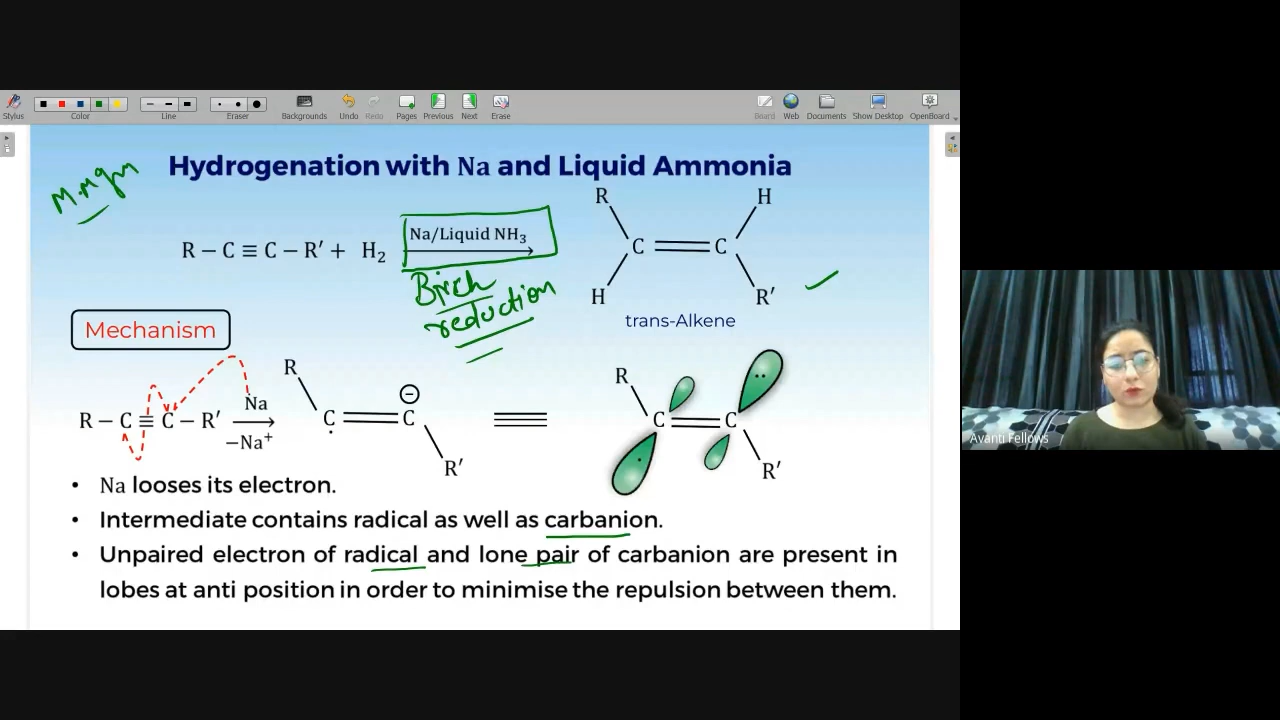 Stylus
Color
Line
Eraser
Backgrounds
Undo
Redo
Pages
Previous
Next
Erase
Board
Web
Documents
Show Desktop
OpenBoard
Hydrogenation with Na and Liquid Ammonia
R − C ≡ C − R′ + H₂
Na/Liquid NH₃
Birch
reduction
R H
C C
H R′
trans-Alkene
Mechanism
R − C ≡ C − R′
Na
−Na⁺
R
C C
−
R′
R
C C
R′
• Na looses its electron.
• Intermediate contains radical as well as carbanion.
• Unpaired electron of radical and lone pair of carbanion are present in
lobes at anti position in order to minimise the repulsion between them.
Avanti Fellows